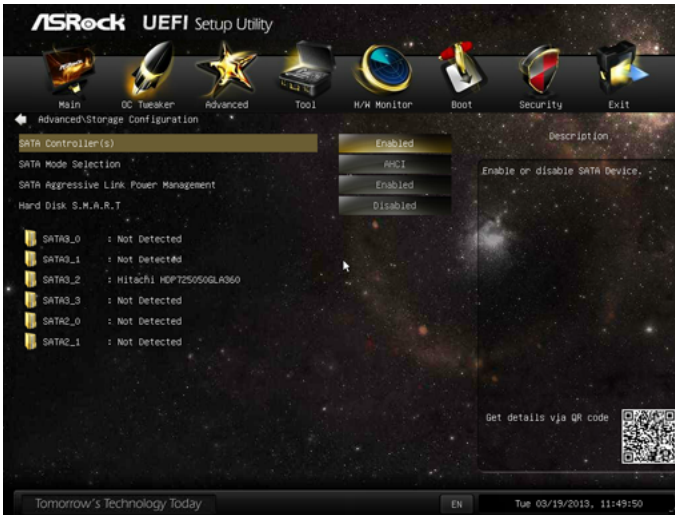 ASRock UEFI Setup Utility
Main OC Tweaker Advanced Tool H/W Monitor Boot Security Exit
Advanced\Storage Configuration
Description
SATA Controller(s) Enabled
Enable or disable SATA Device.
SATA Mode Selection AHCI
SATA Aggressive Link Power Management Enabled
Hard Disk S.M.A.R.T Disabled
SATA3_0 : Not Detected
SATA3_1 : Not Detected
SATA3_2 : Hitachi HDP725050GLA360
SATA3_3 : Not Detected
SATA2_0 : Not Detected
SATA2_1 : Not Detected
Get details via QR code
Tomorrow's Technology Today
EN
Tue 03/19/2013, 11:49:50